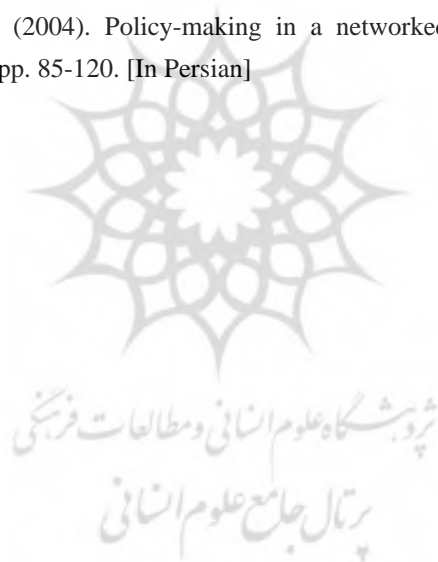 (2004). Policy-making in a networked
pp. 85-120. [In Persian]
پژوهشگاه علوم انسانی و مطالعات فرهنگی
پرتال جامع علوم انسانی